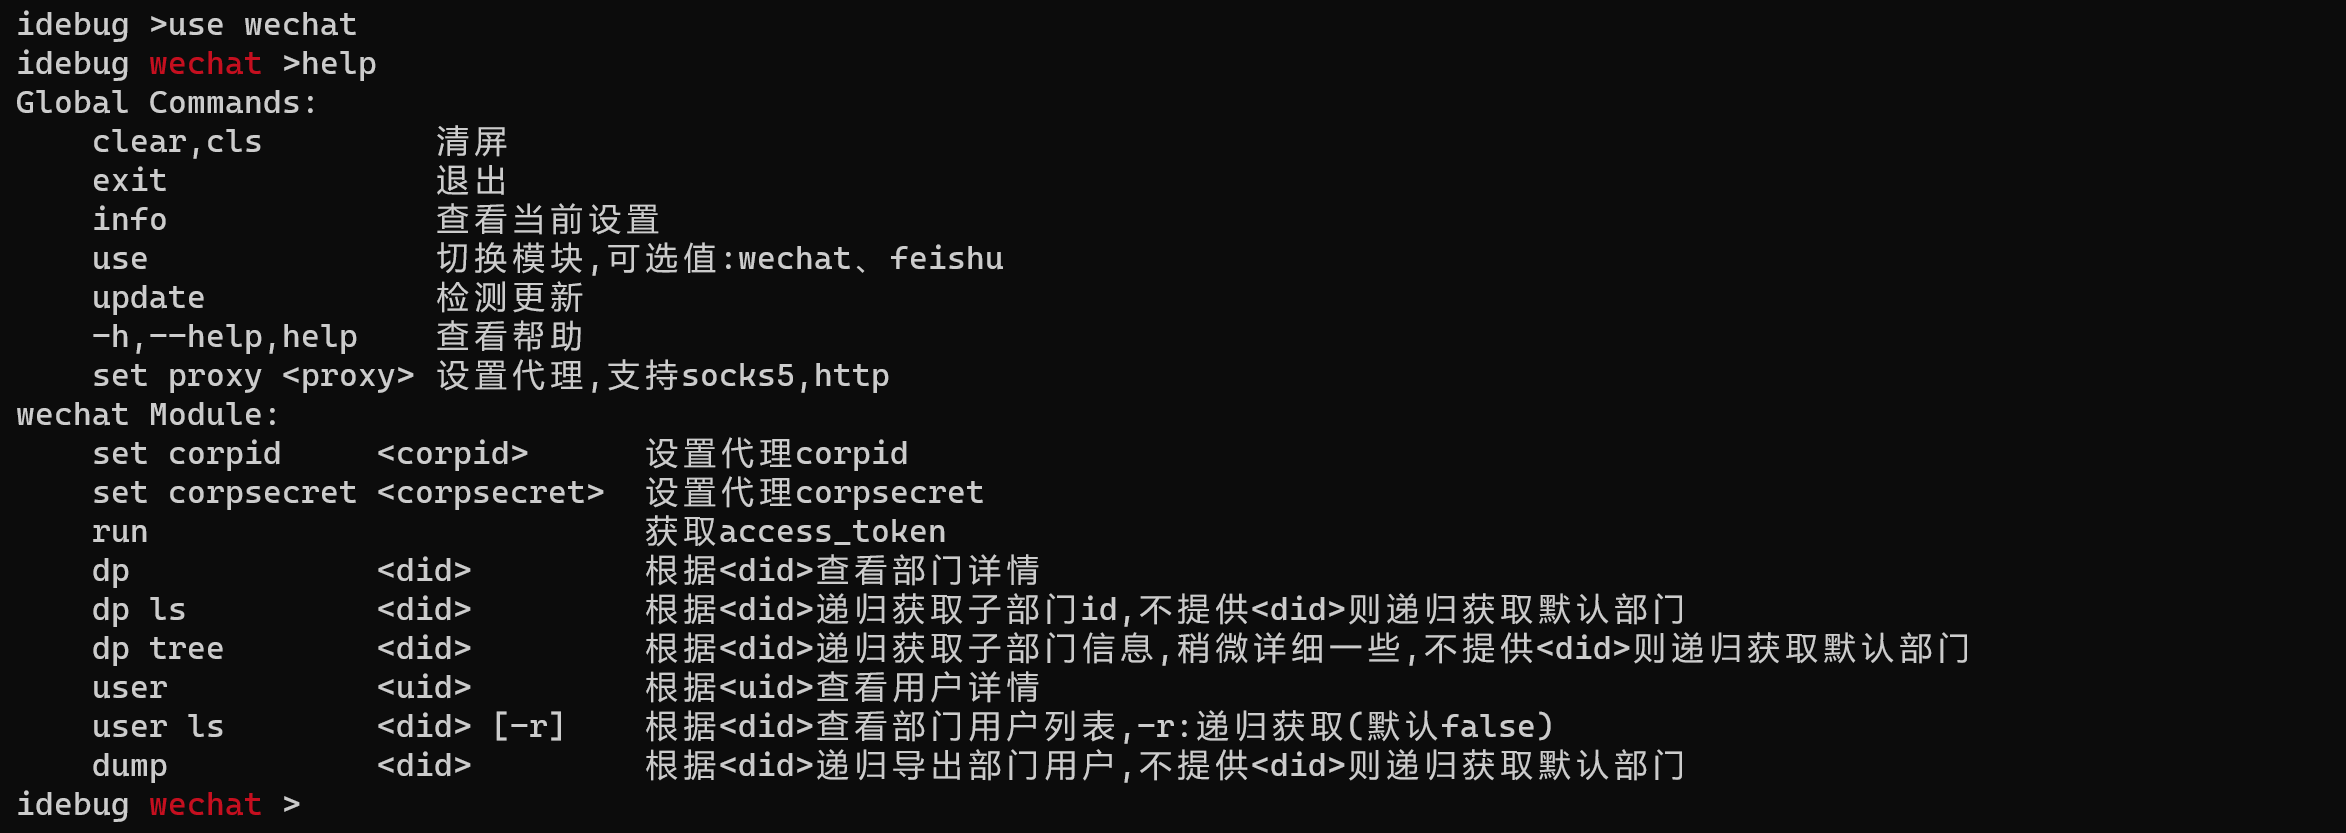 idebug >use wechat
idebug wechat >help
Global Commands:
    clear,cls         清屏
    exit              退出
    info              查看当前设置
    use               切换模块,可选值:wechat、feishu
    update            检测更新
    -h,--help,help    查看帮助
    set proxy <proxy> 设置代理,支持socks5,http
wechat Module:
    set corpid     <corpid>      设置代理corpid
    set corpsecret <corpsecret>  设置代理corpsecret
    run                          获取access_token
    dp             <did>         根据<did>查看部门详情
    dp ls          <did>         根据<did>递归获取子部门id,不提供<did>则递归获取默认部门
    dp tree        <did>         根据<did>递归获取子部门信息,稍微详细一些,不提供<did>则递归获取默认部门
    user           <uid>         根据<uid>查看用户详情
    user ls        <did> [-r]    根据<did>查看部门用户列表,-r:递归获取(默认false)
    dump           <did>         根据<did>递归导出部门用户,不提供<did>则递归获取默认部门
idebug wechat >